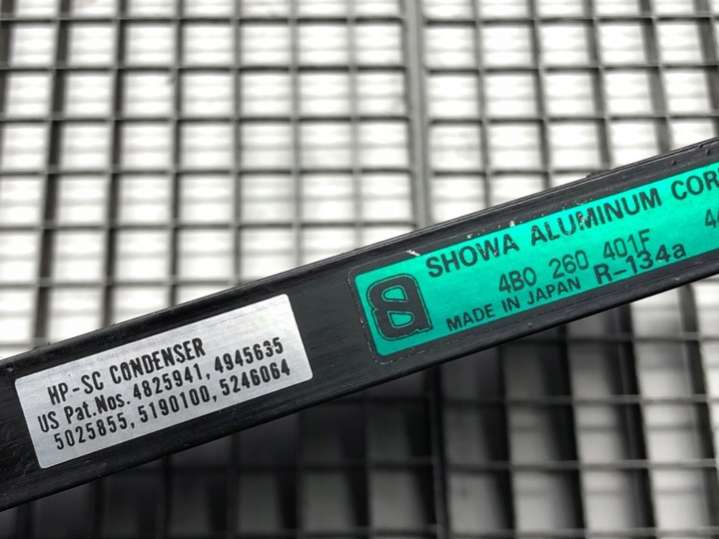 HP-SC CONDENSER
US Pat.Nos. 4825941, 4945635
5025855, 5190100, 5246064
SHOWA ALUMINUM
4B0 260 401F
MADE IN JAPAN R-134a